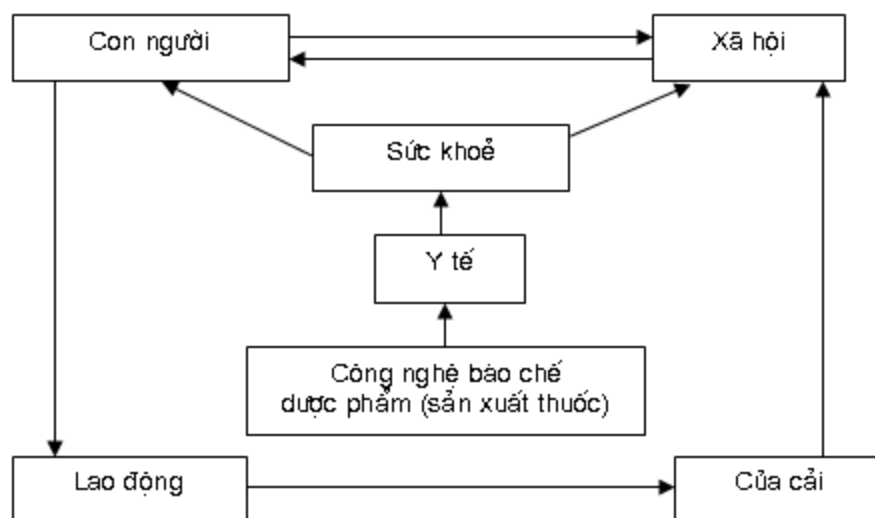 Con người
Xã hội
Sức khoẻ
Y tế
Công nghệ bào chế
dược phẩm (sản xuất thuốc)
Lao động
Của cải